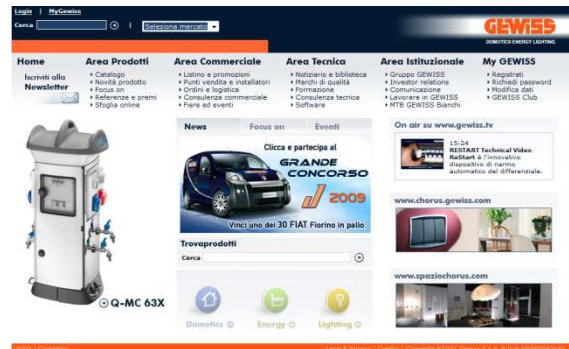 Login | MyGewiss
Cerca | Seleziona mercato
GEWISS
DOMOTICS ENERGY LIGHTING
Home
Iscriviti alla
Newsletter
Area Prodotti
Catalogo
Novità prodotto
Focus on
Referenze e premi
Sfoglia online
Area Commerciale
Listino e promozioni
Punti vendita e installatori
Ordini e logistica
Consulenza commerciale
Fiere ed eventi
Area Tecnica
Notiziario e biblioteca
Marchi di qualità
Formazione
Consulenza tecnica
Software
Area Istituzionale
Gruppo GEWISS
Investor relations
Comunicazione
Lavorare in GEWISS
MTB GEWISS Bianchi
My GEWISS
Registrati
Richiedi password
Modifica dati
GEWISS Club
Q-MC 63X
News Focus on Eventi
Clicca e partecipa al
GRANDE
CONCORSO
2009
Vinci uno dei 30 FIAT Fiorino in palio.
Trovaprodotti
Cerca
Domotics Energy Lighting
On air su www.gewiss.tv
15:24
RESTART Technical Video
ReStart è l'innovativo
dispositivo di riarmo
automatico del differenziale.
www.chorus.gewiss.com
www.spaziochorus.com